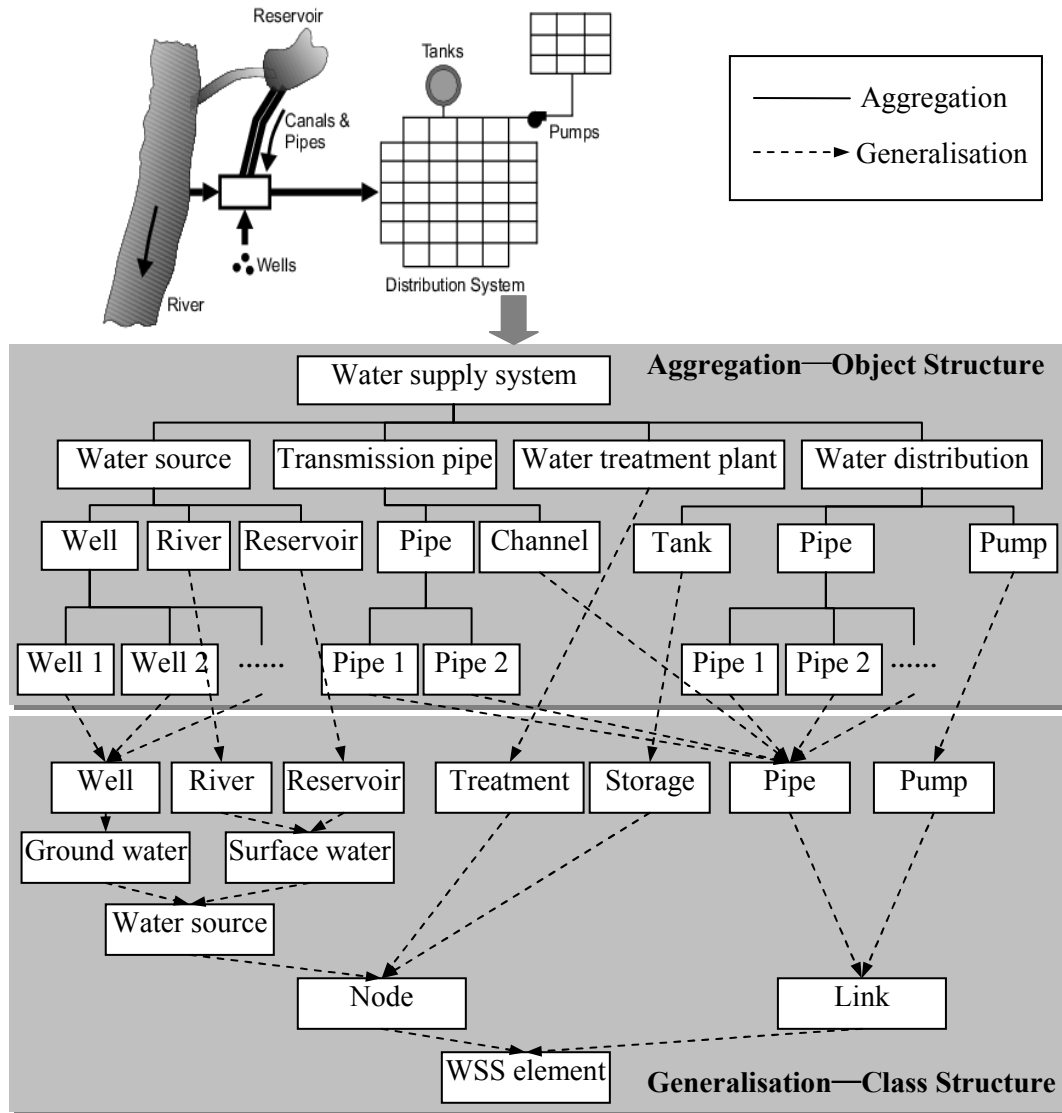 Reservoir
Tanks
Canals &
Pipes
Pumps
Wells
River
Distribution System
Aggregation
Generalisation
Aggregation—Object Structure
Water supply system
Water source
Transmission pipe
Water treatment plant
Water distribution
Well
River
Reservoir
Pipe
Channel
Tank
Pipe
Pump
Well 1
Well 2
......
Pipe 1
Pipe 2
Pipe 1
Pipe 2
......
Well
River
Reservoir
Treatment
Storage
Pipe
Pump
Ground water
Surface water
Water source
Node
Link
WSS element
Generalisation—Class Structure